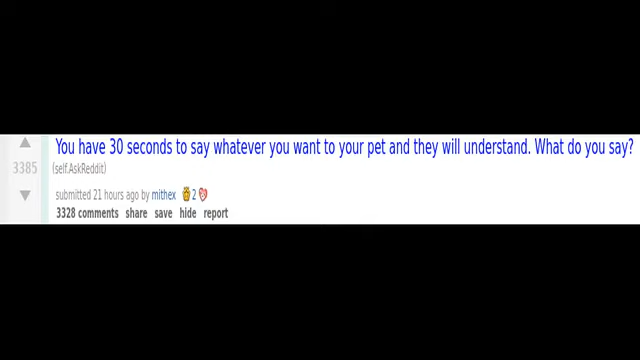 You have 30 seconds to say whatever you want to your pet and they will understand. What do you say?
3385 (self.AskReddit)
submitted 21 hours ago by mithex 2
3328 comments share save hide report